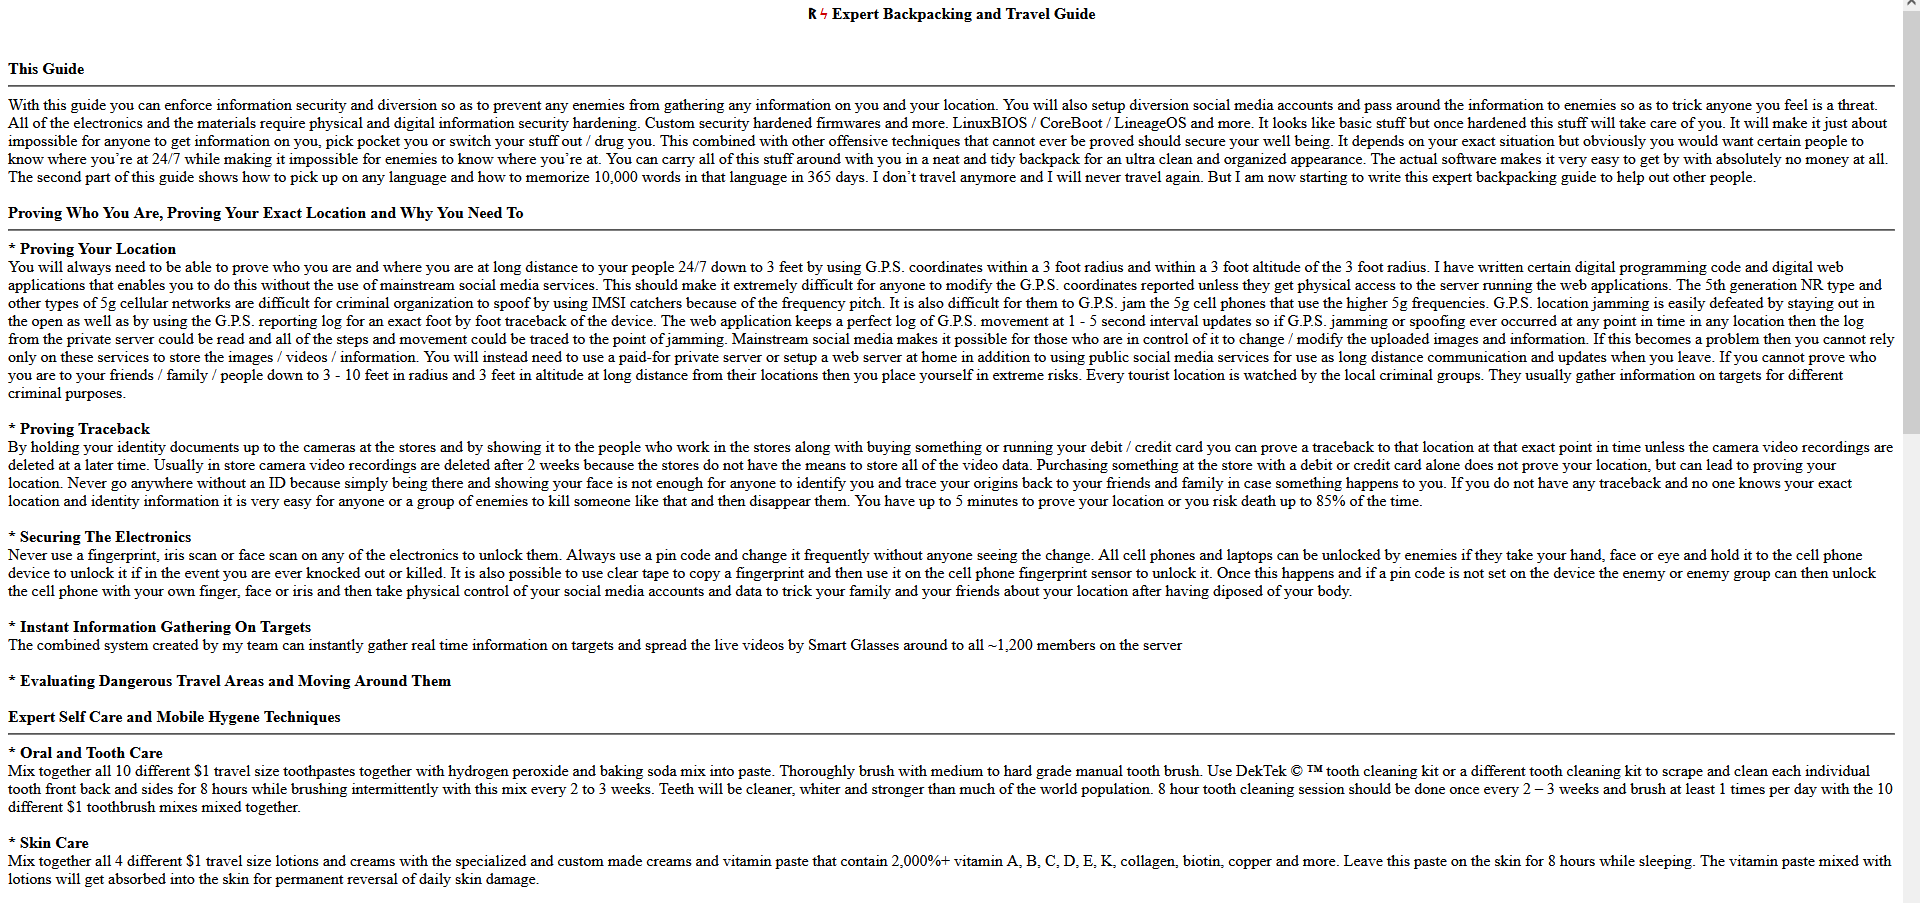 R ϟ Expert Backpacking and Travel Guide
This Guide
With this guide you can enforce information security and diversion so as to prevent any enemies from gathering any information on you and your location. You will also setup diversion social media accounts and pass around the information to enemies so as to trick anyone you feel is a threat.
All of the electronics and the materials require physical and digital information security hardening. Custom security hardened firmwares and more. LinuxBIOS / CoreBoot / LineageOS and more. It looks like basic stuff but once hardened this stuff will take care of you. It will make it just about
impossible for anyone to get information on you, pick pocket you or switch your stuff out / drug you. This combined with other offensive techniques that cannot ever be proved should secure your well being. It depends on your exact situation but obviously you would want certain people to
know where you’re at 24/7 while making it impossible for enemies to know where you’re at. You can carry all of this stuff around with you in a neat and tidy backpack for an ultra clean and organized appearance. The actual software makes it very easy to get by with absolutely no money at all.
The second part of this guide shows how to pick up on any language and how to memorize 10,000 words in that language in 365 days. I don’t travel anymore and I will never travel again. But I am now starting to write this expert backpacking guide to help out other people.
Proving Who You Are, Proving Your Exact Location and Why You Need To
* Proving Your Location
You will always need to be able to prove who you are and where you are at long distance to your people 24/7 down to 3 feet by using G.P.S. coordinates within a 3 foot radius and within a 3 foot altitude of the 3 foot radius. I have written certain digital programming code and digital web
applications that enables you to do this without the use of mainstream social media services. This should make it extremely difficult for anyone to modify the G.P.S. coordinates reported unless they get physical access to the server running the web applications. The 5th generation NR type and
other types of 5g cellular networks are difficult for criminal organization to spoof by using IMSI catchers because of the frequency pitch. It is also difficult for them to G.P.S. jam the 5g cell phones that use the higher 5g frequencies. G.P.S. location jamming is easily defeated by staying out in
the open as well as by using the G.P.S. reporting log for an exact foot by foot traceback of the device. The web application keeps a perfect log of G.P.S. movement at 1 - 5 second interval updates so if G.P.S. jamming or spoofing ever occurred at any point in time in any location then the log
from the private server could be read and all of the steps and movement could be traced to the point of jamming. Mainstream social media makes it possible for those who are in control of it to change / modify the uploaded images and information. If this becomes a problem then you cannot rely
only on these services to store the images / videos / information. You will instead need to use a paid-for private server or setup a web server at home in addition to using public social media services for use as long distance communication and updates when you leave. If you cannot prove who
you are to your friends / family / people down to 3 - 10 feet in radius and 3 feet in altitude at long distance from their locations then you place yourself in extreme risks. Every tourist location is watched by the local criminal groups. They usually gather information on targets for different
criminal purposes.
* Proving Traceback
By holding your identity documents up to the cameras at the stores and by showing it to the people who work in the stores along with buying something or running your debit / credit card you can prove a traceback to that location at that exact point in time unless the camera video recordings are
deleted at a later time. Usually in store camera video recordings are deleted after 2 weeks because the stores do not have the means to store all of the video data. Purchasing something at the store with a debit or credit card alone does not prove your location, but can lead to proving your
location. Never go anywhere without an ID because simply being there and showing your face is not enough for anyone to identify you and trace your origins back to your friends and family in case something happens to you. If you do not have any traceback and no one knows your exact
location and identity information it is very easy for anyone or a group of enemies to kill someone like that and then disappear them. You have up to 5 minutes to prove your location or you risk death up to 85% of the time.
* Securing The Electronics
Never use a fingerprint, iris scan or face scan on any of the electronics to unlock them. Always use a pin code and change it frequently without anyone seeing the change. All cell phones and laptops can be unlocked by enemies if they take your hand, face or eye and hold it to the cell phone
device to unlock it if in the event you are ever knocked out or killed. It is also possible to use clear tape to copy a fingerprint and then use it on the cell phone fingerprint sensor to unlock it. Once this happens and if a pin code is not set on the device the enemy or enemy group can then unlock
the cell phone with your own finger, face or iris and then take physical control of your social media accounts and data to trick your family and your friends about your location after having diposed of your body.
* Instant Information Gathering On Targets
The combined system created by my team can instantly gather real time information on targets and spread the live videos by Smart Glasses around to all ~1,200 members on the server
* Evaluating Dangerous Travel Areas and Moving Around Them
Expert Self Care and Mobile Hygene Techniques
* Oral and Tooth Care
Mix together all 10 different $1 travel size toothpastes together with hydrogen peroxide and baking soda mix into paste. Thoroughly brush with medium to hard grade manual tooth brush. Use DekTek © ™ tooth cleaning kit or a different tooth cleaning kit to scrape and clean each individual
tooth front back and sides for 8 hours while brushing intermittently with this mix every 2 to 3 weeks. Teeth will be cleaner, whiter and stronger than much of the world population. 8 hour tooth cleaning session should be done once every 2 – 3 weeks and brush at least 1 times per day with the 10
different $1 toothbrush mixes mixed together.
* Skin Care
Mix together all 4 different $1 travel size lotions and creams with the specialized and custom made creams and vitamin paste that contain 2,000%+ vitamin A, B, C, D, E, K, collagen, biotin, copper and more. Leave this paste on the skin for 8 hours while sleeping. The vitamin paste mixed with
lotions will get absorbed into the skin for permanent reversal of daily skin damage.